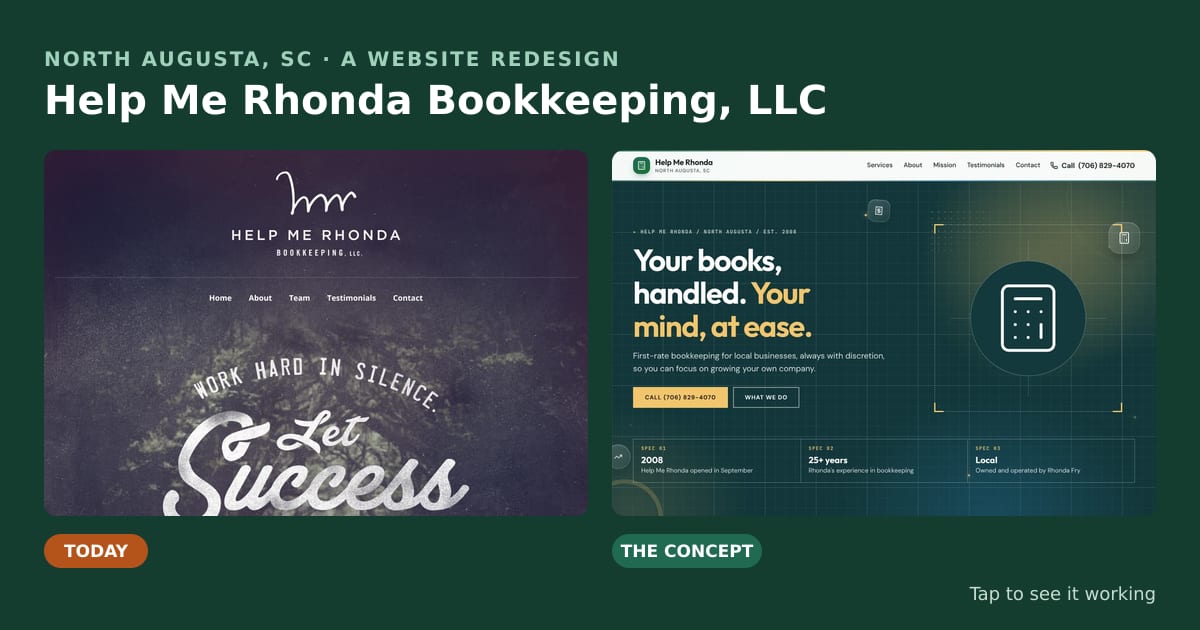 NORTH AUGUSTA, SC · A WEBSITE REDESIGN
Help Me Rhonda Bookkeeping, LLC
hmr
HELP ME RHONDA
BOOKKEEPING, LLC.
Home About Team Testimonials Contact
WORK HARD IN SILENCE.
& Let
Success
TODAY
Help Me Rhonda
NORTH AUGUSTA, SC
Services About Mission Testimonials Contact Call (706) 829-4070
HELP ME RHONDA / NORTH AUGUSTA / EST. 2008
Your books,
handled. Your
mind, at ease.
First-rate bookkeeping for local businesses, always with discretion,
so you can focus on growing your own company.
CALL (706) 829-4070 WHAT WE DO
SPEC 01 SPEC 02 SPEC 03
2008 25+ years Local
Help Me Rhonda opened in September Rhonda's experience in bookkeeping Owned and operated by Rhonda Fry
THE CONCEPT
Tap to see it working